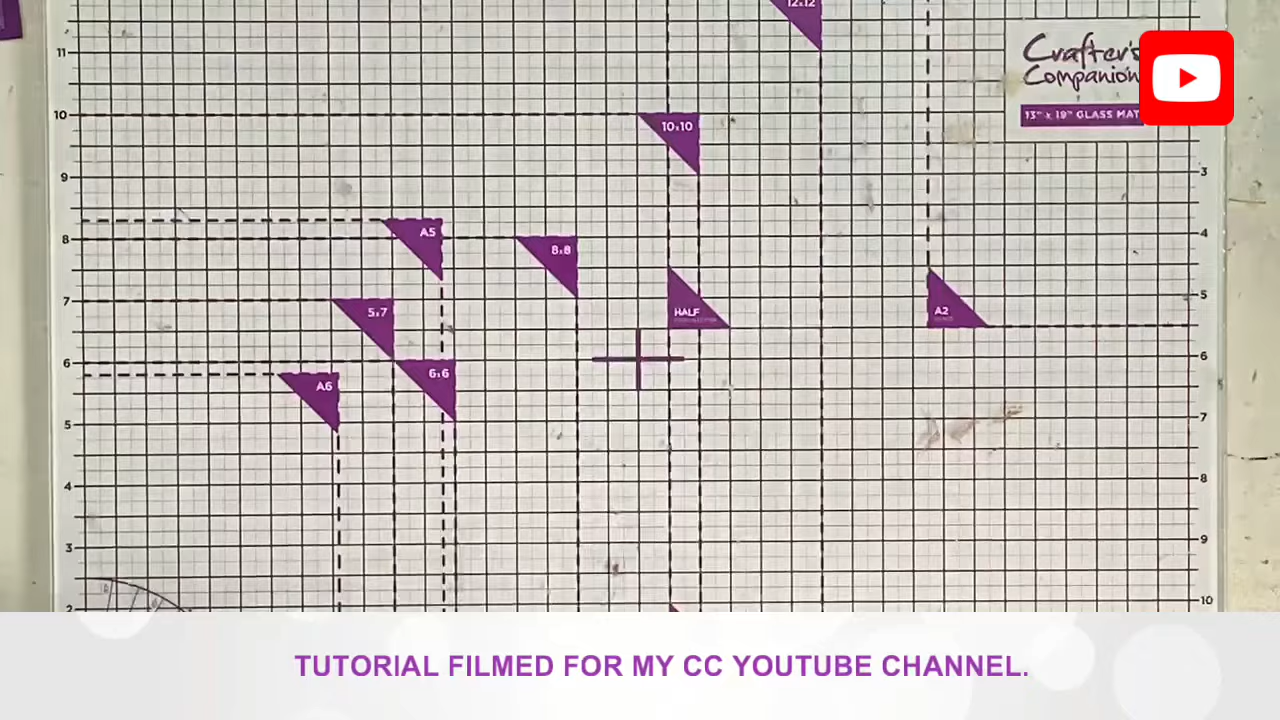 12x12
11
Crafter's
Companion
13" x 19" GLASS MAT
10
10x10
9
3
A5
8
8x8
4
7
5x7
HALF
A2
5
6
6x6
6
A6
5
7
4
8
3
9
2
10
TUTORIAL FILMED FOR MY CC YOUTUBE CHANNEL.